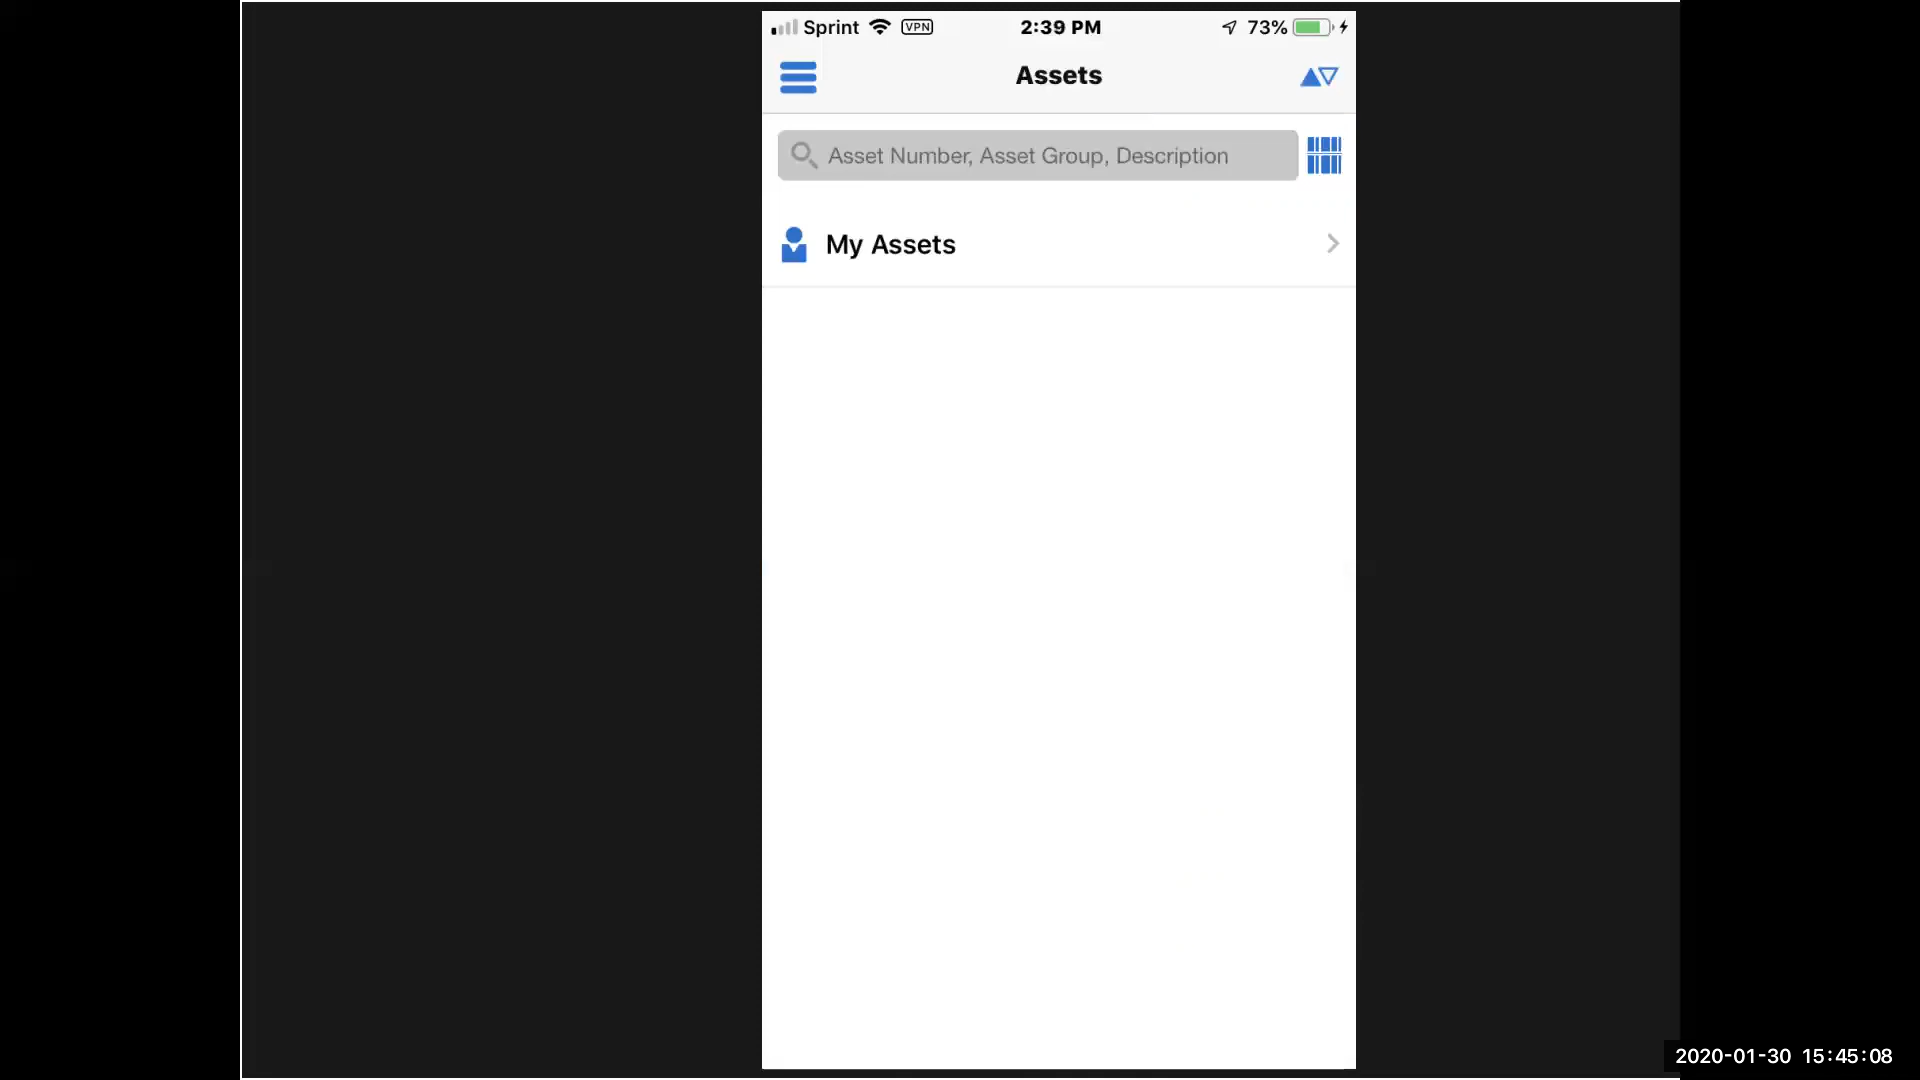 Sprint VPN 2:39 PM 73%
Assets
Asset Number, Asset Group, Description
My Assets
2020-01-30 15:45:08